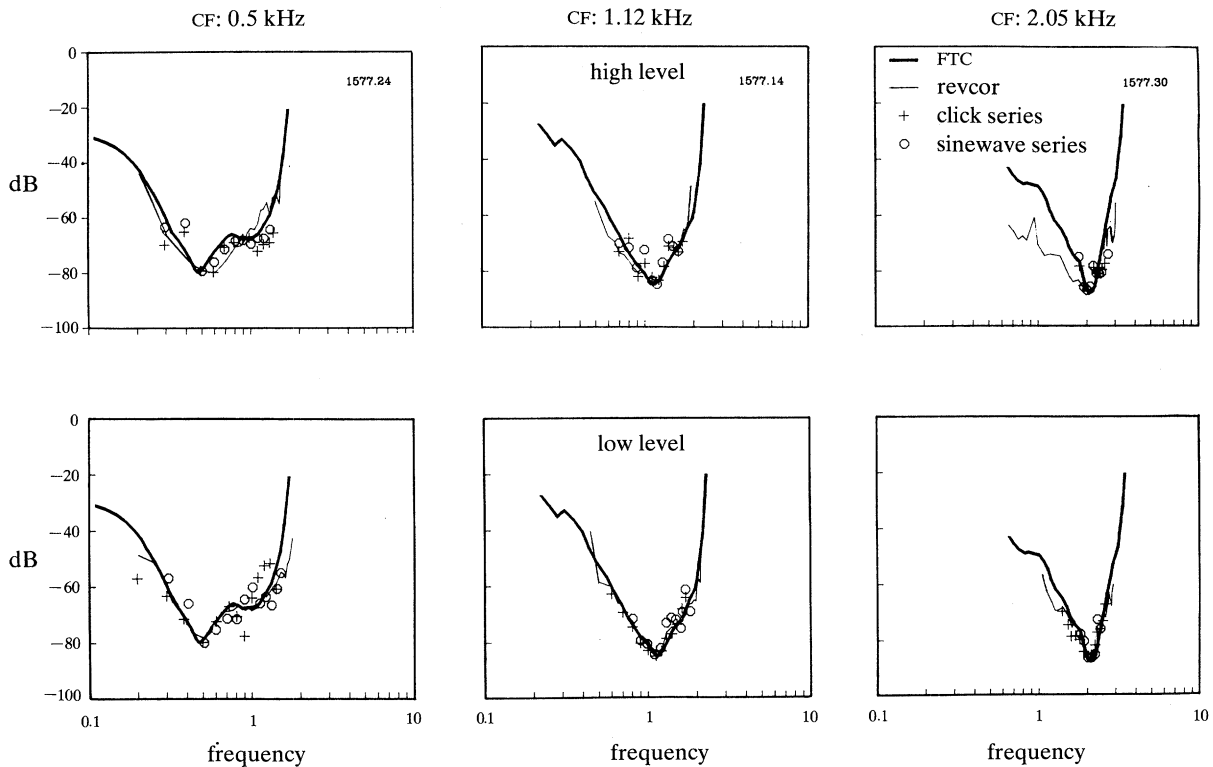 CF: 0.5 kHz
CF: 1.12 kHz
CF: 2.05 kHz
0
−20
−40
−60
−80
−100
dB
1577.24
high level
1577.14
FTC
1577.30
revcor
click series
sinewave series
0
−20
−40
−60
−80
−100
dB
low level
0.1
1
10
0.1
1
10
0.1
1
10
frequency
frequency
frequency